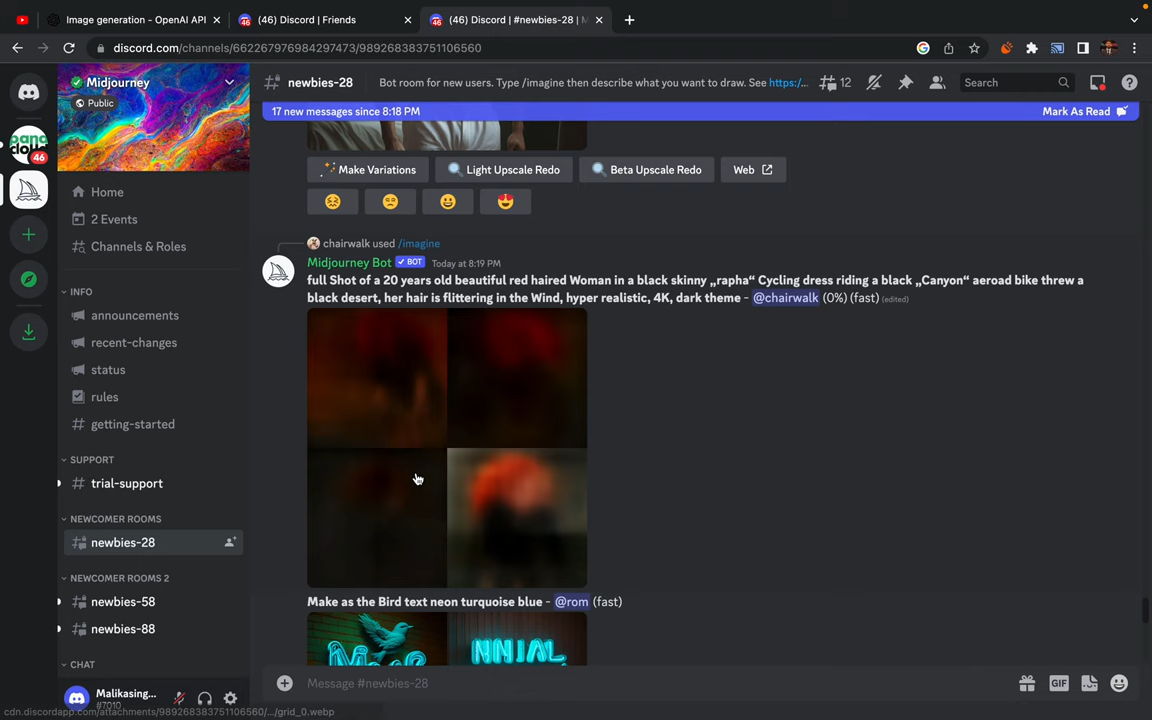 Image generation - OpenAI API
(46) Discord | Friends
(46) Discord | #newbies-28 | M
discord.com/channels/662267976984297473/989268383751106560
Midjourney
Public
# newbies-28
Bot room for new users. Type /imagine then describe what you want to draw. See https:/...
12
Search
17 new messages since 8:18 PM
Mark As Read
46
Home
2 Events
Channels & Roles
INFO
announcements
recent-changes
status
rules
getting-started
SUPPORT
trial-support
NEWCOMER ROOMS
newbies-28
NEWCOMER ROOMS 2
newbies-58
newbies-88
CHAT
Malikasing...
#7010
Make Variations
Light Upscale Redo
Beta Upscale Redo
Web
chairwalk used /imagine
Midjourney Bot ✓ BOT Today at 8:19 PM
full Shot of a 20 years old beautiful red haired Woman in a black skinny „rapha“ Cycling dress riding a black „Canyon“ aeroad bike threw a
black desert, her hair is flittering in the Wind, hyper realistic, 4K, dark theme - @chairwalk (0%) (fast) (edited)
Make as the Bird text neon turquoise blue - @rom (fast)
NNJAL
Message #newbies-28
GIF
cdn.discordapp.com/attachments/989268383751106560/.../grid_0.webp